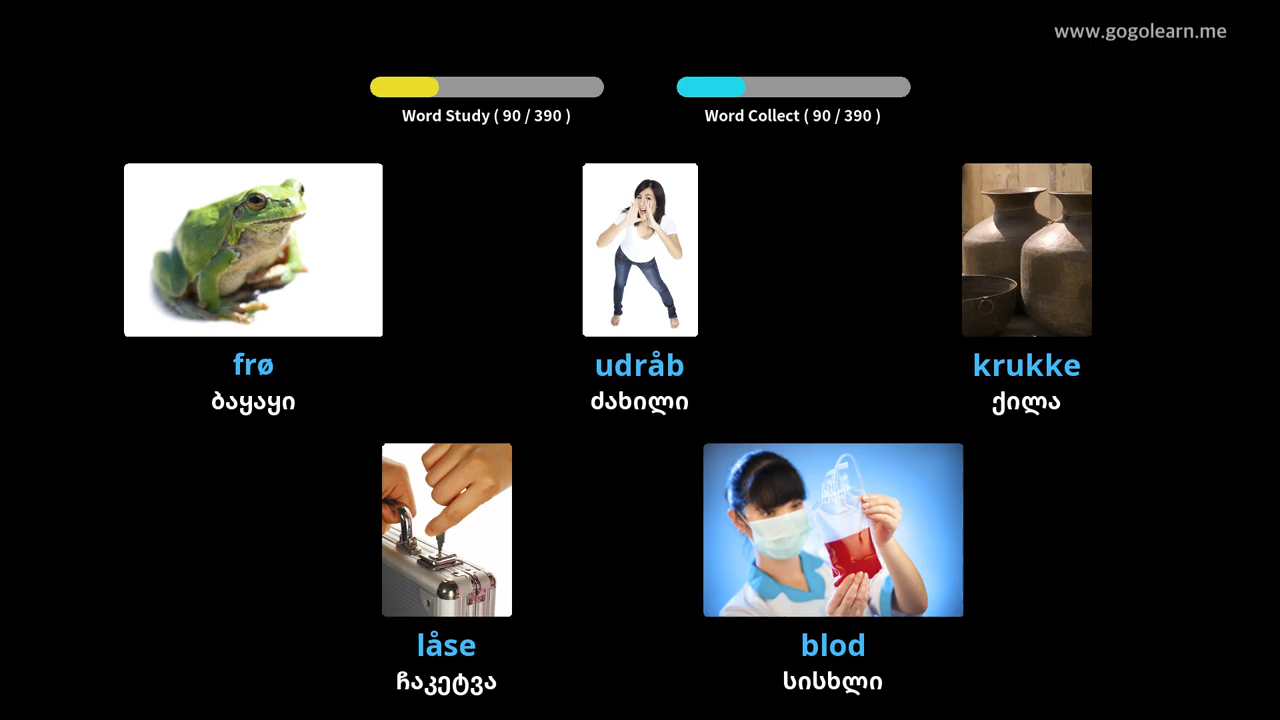 www.gogolearn.me
Word Study ( 90 / 390 )
Word Collect ( 90 / 390 )
frø
ბაყაყი
udråb
ძახილი
krukke
ქილა
låse
ჩაკეტვა
blod
სისხლი